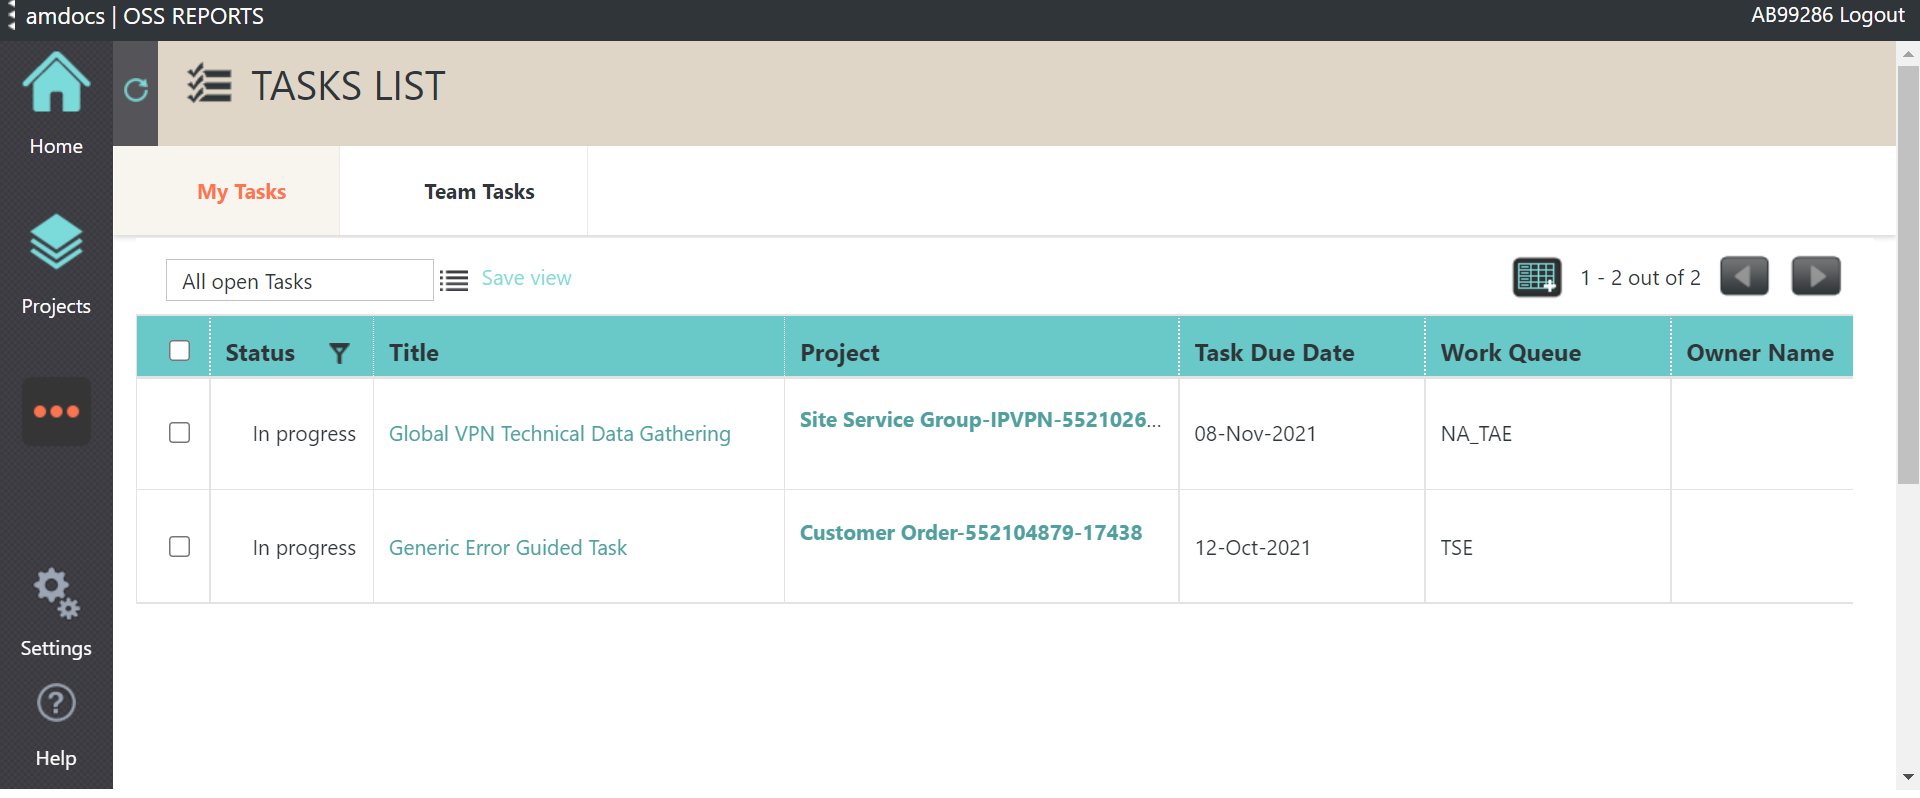 amdocs | OSS REPORTS
AB99286 Logout
Home
TASKS LIST
My Tasks
Team Tasks
Projects
All open Tasks
Save view
1 - 2 out of 2
Status Title Project Task Due Date Work Queue Owner Name
In progress Global VPN Technical Data Gathering Site Service Group-IPVPN-5521026... 08-Nov-2021 NA_TAE
In progress Generic Error Guided Task Customer Order-552104879-17438 12-Oct-2021 TSE
Settings
?
Help